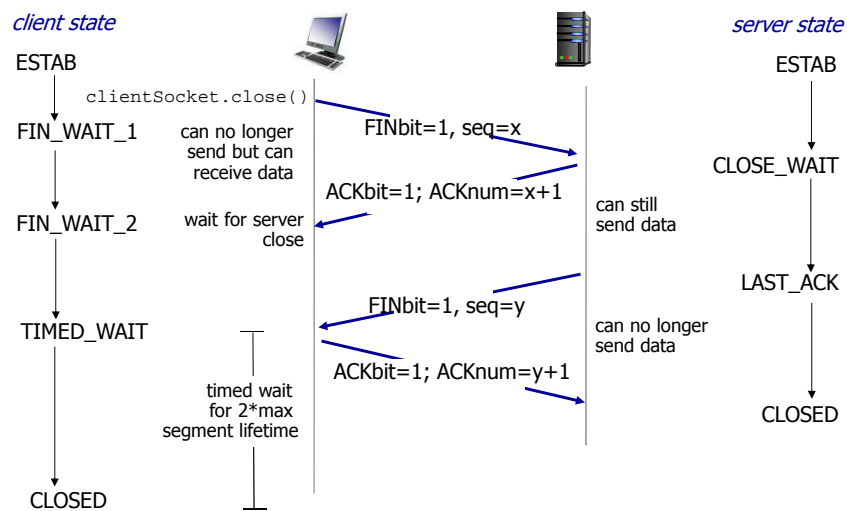 client state
server state
ESTAB
ESTAB
clientSocket.close()
FIN_WAIT_1
can no longer
send but can
receive data
FINbit=1, seq=x
CLOSE_WAIT
ACKbit=1; ACKnum=x+1
FIN_WAIT_2
wait for server
close
can still
send data
LAST_ACK
FINbit=1, seq=y
TIMED_WAIT
can no longer
send data
ACKbit=1; ACKnum=y+1
timed wait
for 2*max
segment lifetime
CLOSED
CLOSED